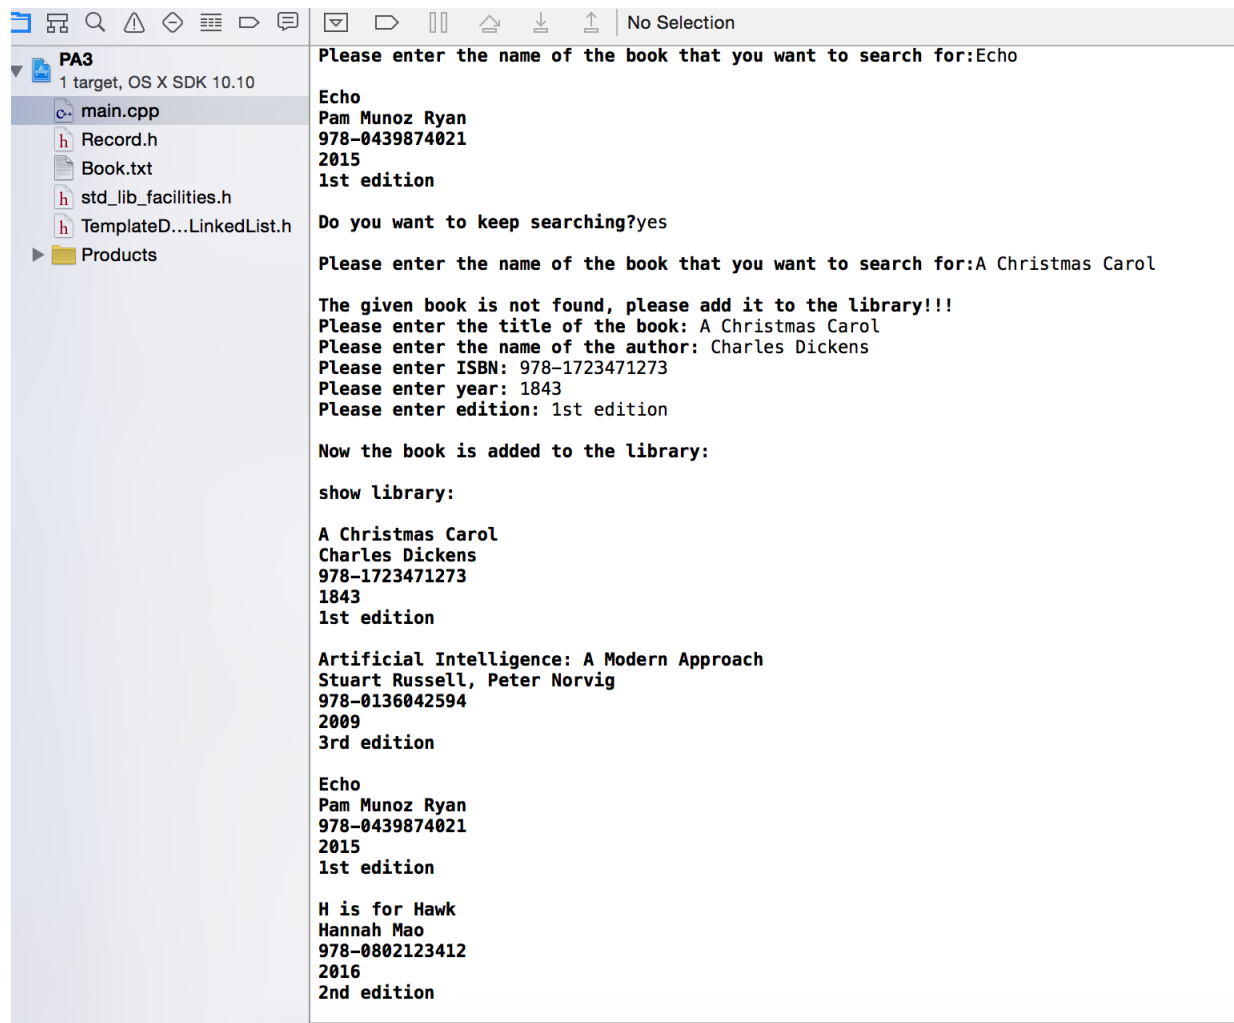 No Selection
PA3
1 target, OS X SDK 10.10
main.cpp
Record.h
Book.txt
std_lib_facilities.h
TemplateD...LinkedList.h
Products
Please enter the name of the book that you want to search for:Echo
Echo
Pam Munoz Ryan
978-0439874021
2015
1st edition
Do you want to keep searching?yes
Please enter the name of the book that you want to search for:A Christmas Carol
The given book is not found, please add it to the library!!!
Please enter the title of the book: A Christmas Carol
Please enter the name of the author: Charles Dickens
Please enter ISBN: 978-1723471273
Please enter year: 1843
Please enter edition: 1st edition
Now the book is added to the library:
show library:
A Christmas Carol
Charles Dickens
978-1723471273
1843
1st edition
Artificial Intelligence: A Modern Approach
Stuart Russell, Peter Norvig
978-0136042594
2009
3rd edition
Echo
Pam Munoz Ryan
978-0439874021
2015
1st edition
H is for Hawk
Hannah Mao
978-0802123412
2016
2nd edition